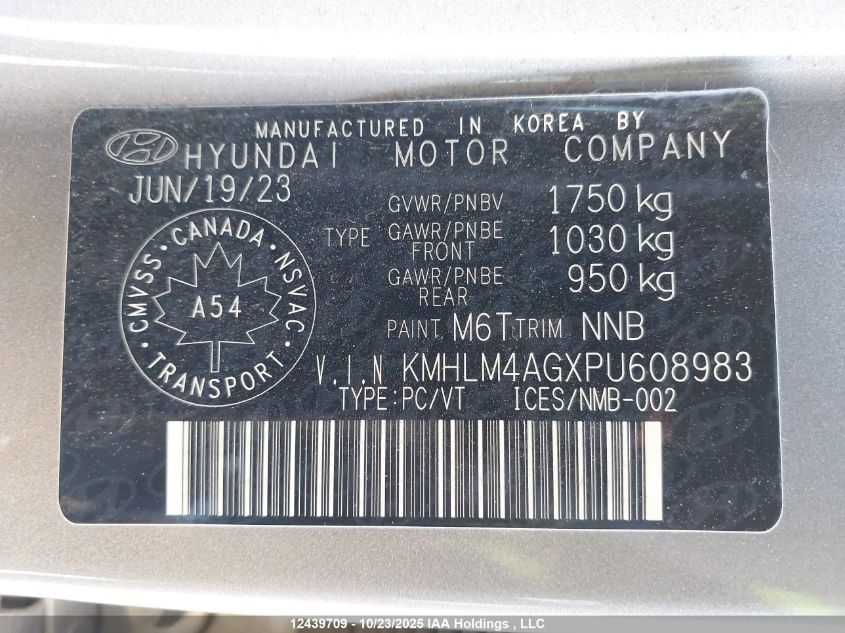 MANUFACTURED IN KOREA BY
HYUNDAI MOTOR COMPANY
JUN/19/23
GVWR/PNBV 1750 kg
TYPE GAWR/PNBE FRONT 1030 kg
GAWR/PNBE REAR 950 kg
CMVSS · CANADA · NSVAC · TRANSPORT ·
A54
PAINT M6T TRIM NNB
V.I.N KMHLM4AGXPU608983
TYPE:PC/VT ICES/NMB-002
12439709 - 10/23/2025 IAA Holdings , LLC